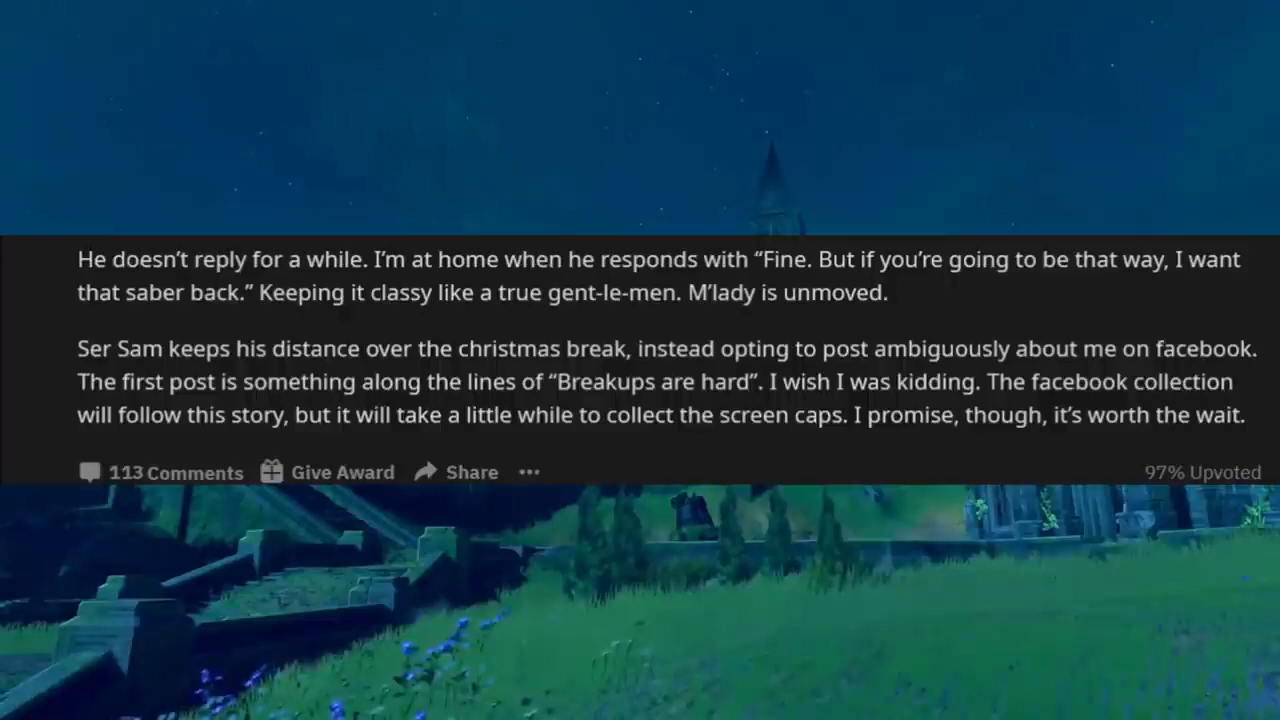 He doesn’t reply for a while. I’m at home when he responds with “Fine. But if you’re going to be that way, I want
that saber back.” Keeping it classy like a true gent-le-men. M’lady is unmoved.
Ser Sam keeps his distance over the christmas break, instead opting to post ambiguously about me on facebook.
The first post is something along the lines of “Breakups are hard”. I wish I was kidding. The facebook collection
will follow this story, but it will take a little while to collect the screen caps. I promise, though, it’s worth the wait.
113 Comments Give Award Share ••• 97% Upvoted